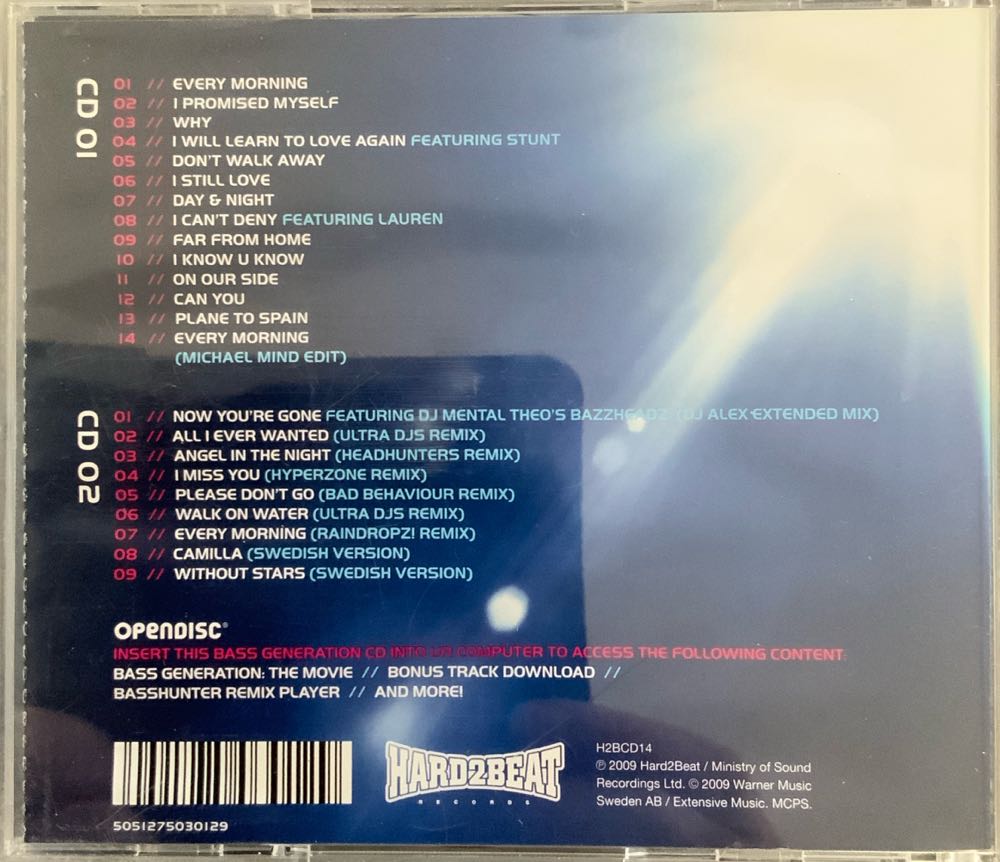 CD 01
01 // EVERY MORNING
02 // I PROMISED MYSELF
03 // WHY
04 // I WILL LEARN TO LOVE AGAIN FEATURING STUNT
05 // DON'T WALK AWAY
06 // I STILL LOVE
07 // DAY & NIGHT
08 // I CAN'T DENY FEATURING LAUREN
09 // FAR FROM HOME
10 // I KNOW U KNOW
11 // ON OUR SIDE
12 // CAN YOU
13 // PLANE TO SPAIN
14 // EVERY MORNING
(MICHAEL MIND EDIT)
CD 02
01 // NOW YOU'RE GONE FEATURING DJ MENTAL THEO'S BAZZHEADZ (DJ ALEX EXTENDED MIX)
02 // ALL I EVER WANTED (ULTRA DJS REMIX)
03 // ANGEL IN THE NIGHT (HEADHUNTERS REMIX)
04 // I MISS YOU (HYPERZONE REMIX)
05 // PLEASE DON'T GO (BAD BEHAVIOUR REMIX)
06 // WALK ON WATER (ULTRA DJS REMIX)
07 // EVERY MORNING (RAINDROPZ! REMIX)
08 // CAMILLA (SWEDISH VERSION)
09 // WITHOUT STARS (SWEDISH VERSION)
OPENDISC®
INSERT THIS BASS GENERATION CD INTO UR COMPUTER TO ACCESS THE FOLLOWING CONTENT:
BASS GENERATION: THE MOVIE // BONUS TRACK DOWNLOAD //
BASSHUNTER REMIX PLAYER // AND MORE!
HARD2BEAT
RECORDS
H2BCD14
℗ 2009 Hard2Beat / Ministry of Sound
Recordings Ltd. © 2009 Warner Music
Sweden AB / Extensive Music. MCPS.
5051275030129